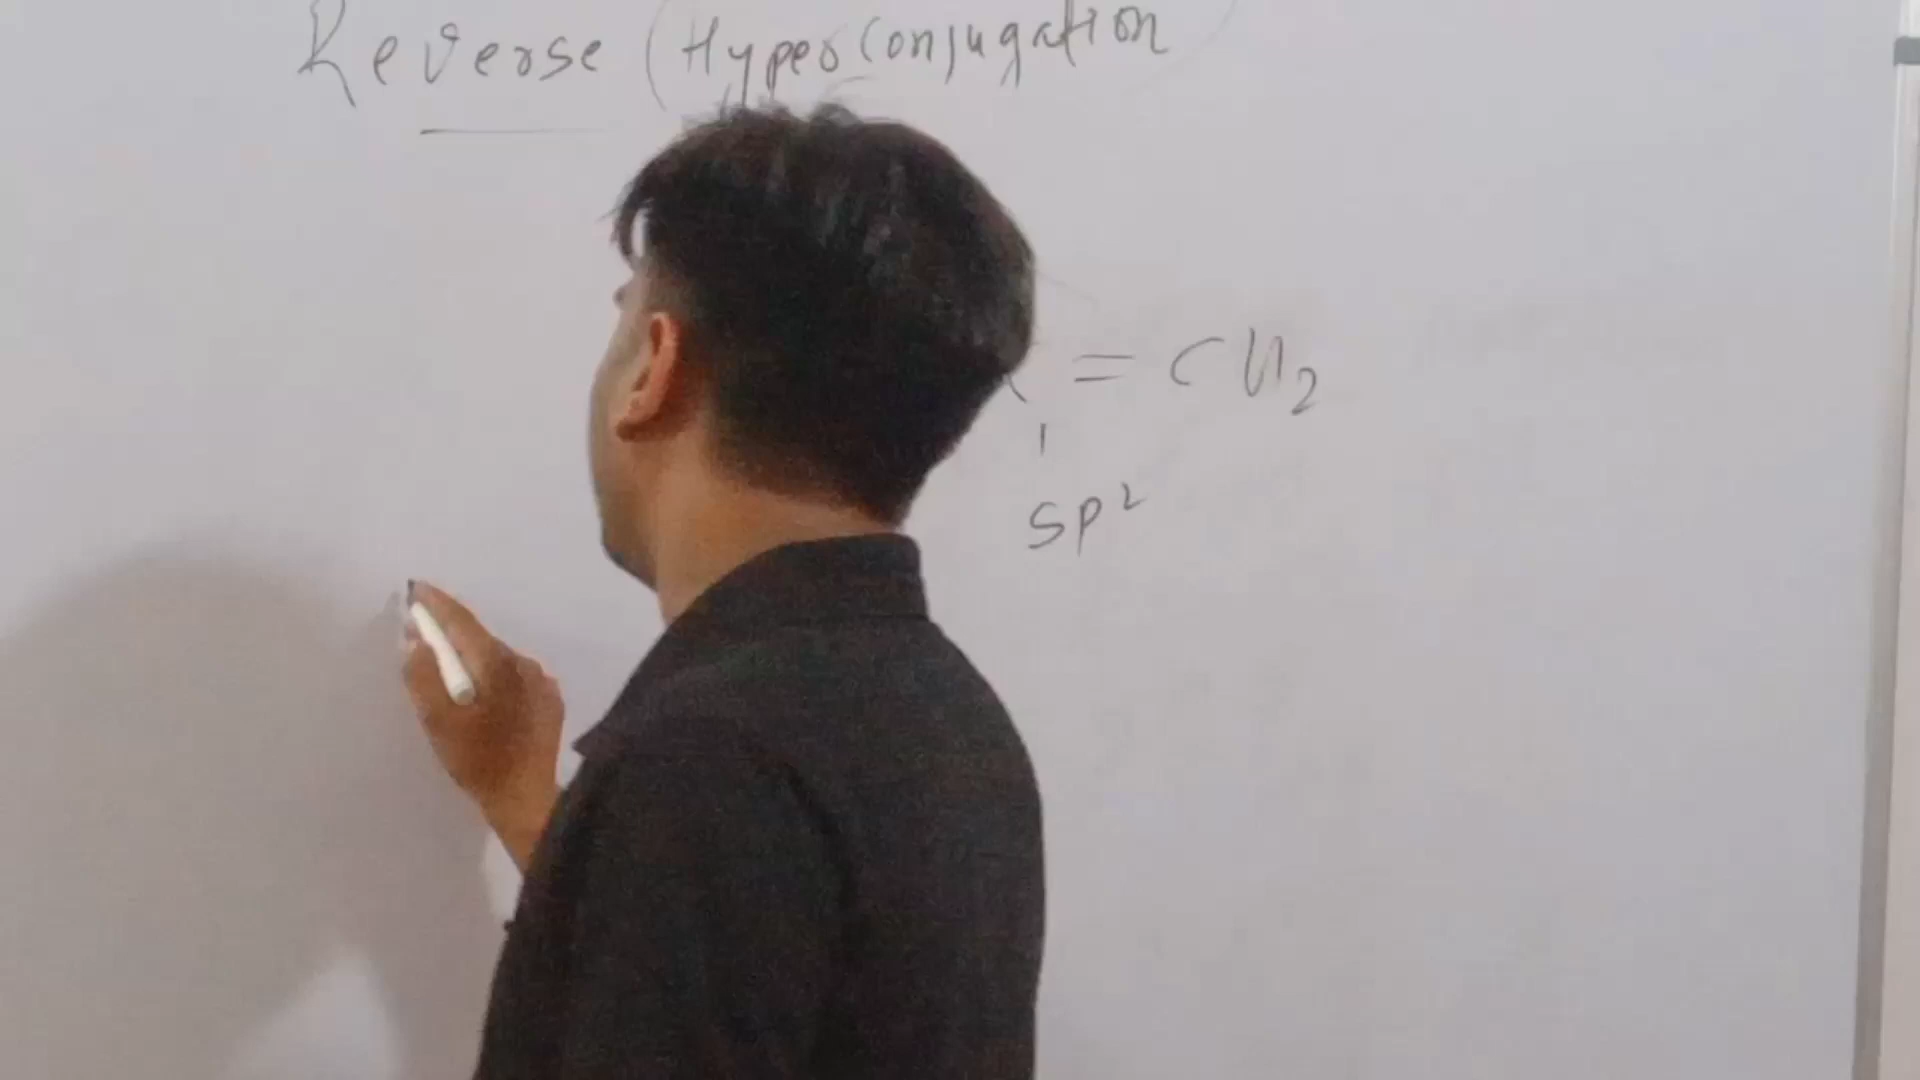 Reverse (Hyperconjugation
= CH₂
sp²